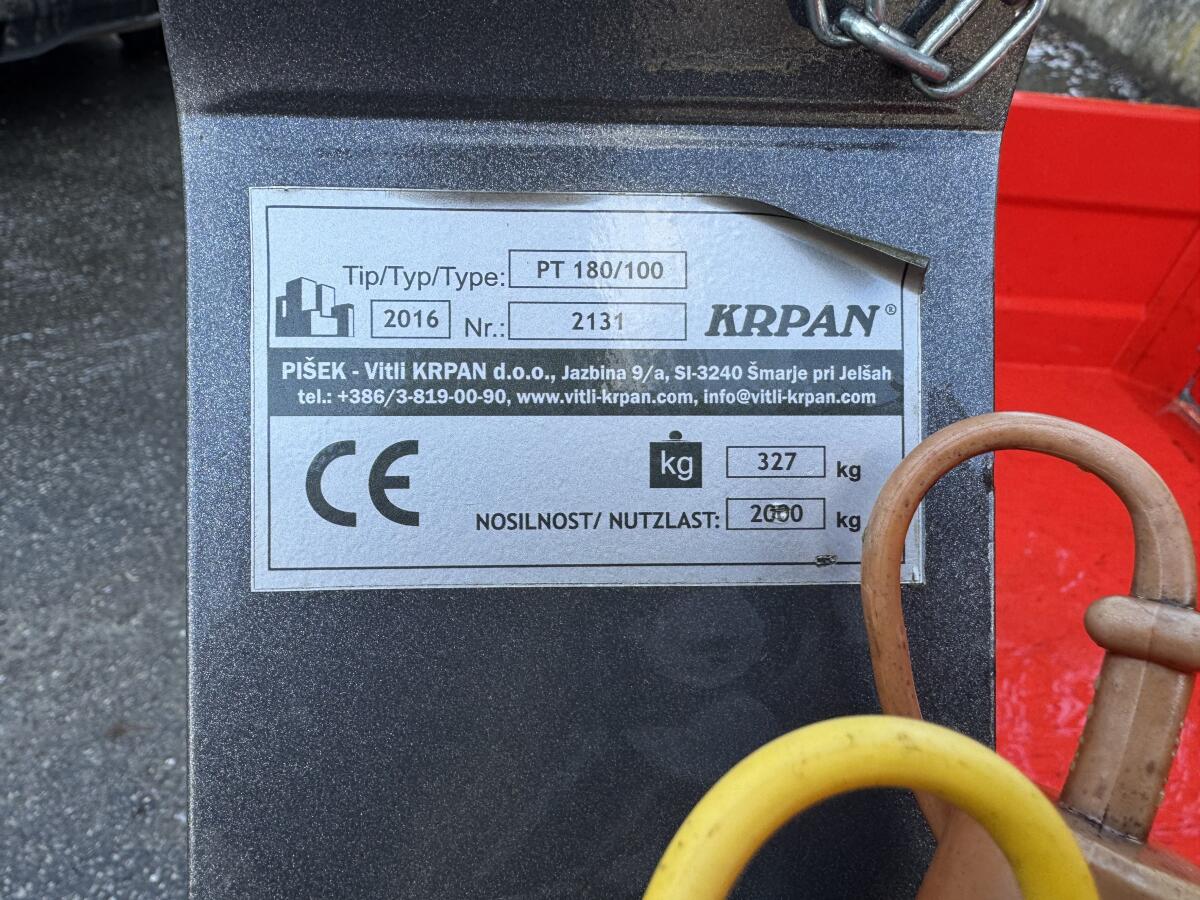 Tip/Typ/Type: PT 180/100
2016 Nr.: 2131 KRPAN®
PIŠEK - Vitli KRPAN d.o.o., Jazbina 9/a, SI-3240 Šmarje pri Jelšah
tel.: +386/3-819-00-90, www.vitli-krpan.com, info@vitli-krpan.com
CE kg 327 kg
NOSILNOST/ NUTZLAST: 2000 kg